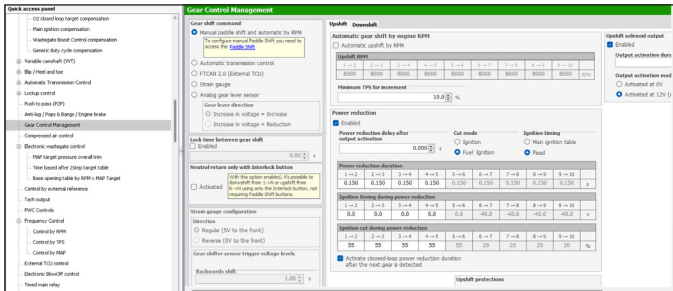 Quick access panel
O2 closed loop target compensation
Main ignition compensation
Wastegate Boost Control compensation
Generic duty cycle compensation
Variable camshaft (VVT)
Blip / Heel and toe
Automatic Transmission Control
Lockup control
Push to pass (P2P)
Anti-lag / Pops & Bangs / Engine brake
Gear Control Management
Compressed air control
Electronic wastegate control
MAP target pressure overall trim
Time based after 2step target table
Base opening table by RPM x MAP Target
Control by external reference
Tach output
PWC Controls
Frequency Control
Control by RPM
Control by TPS
Control by MAP
External TCU control
Electronic BlowOff control
Timed main relay
Gear Control Management
Gear shift command
Manual paddle shift and automatic by RPM
To configure manual Paddle Shift you need to
access the Paddle Shift
Automatic transmission control
FTCAN 2.0 (External TCU)
Strain gauge
Analog gear lever sensor
Gear lever direction
Increase in voltage = Increase
Increase in voltage = Reduction
Lock time between gear shift
Enabled
0.00 s
Neutral return only with Interlock button
Activated
With this option enabled, it's possible to
downshift from 1->N or upshift from
R->N using only the Interlock button, not
requiring Paddle Shift buttons.
Strain gauge configuration
Direction
Regular (5V to the front)
Reverse (0V to the front)
Gear shifter sensor trigger voltage levels
Backwards shift
1.00 v
Upshift Downshift
Automatic gear shift by engine RPM
Automatic upshift by RPM
Upshift RPM
1 → 2 2 → 3 3 → 4 4 → 5 5 → 6 6 → 7 7 → 8 8 → 9 9 → 10
8000 8000 8000 8000 8000 8000 8000 8000 8000 RPM
Minimum TPS for increment
10.0 %
Power reduction
Enabled
Power reduction delay after
output activation
0.000 s
Cut mode
Ignition
Fuel Ignition
Ignition timing
Main ignition table
Fixed
Power reduction duration
1 → 2 2 → 3 3 → 4 4 → 5 5 → 6 6 → 7 7 → 8 8 → 9 9 → 10
0.150 0.150 0.150 0.150 0.150 0.150 0.150 0.150 0.150 s
Ignition timing during power reduction
1 → 2 2 → 3 3 → 4 4 → 5 5 → 6 6 → 7 7 → 8 8 → 9 9 → 10
0.0 0.0 0.0 0.0 0.0 -40.0 -40.0 -40.0 -40.0 °
Ignition cut during power reduction
1 → 2 2 → 3 3 → 4 4 → 5 5 → 6 6 → 7 7 → 8 8 → 9 9 → 10
55 55 55 55 55 20 20 20 20 %
Activate closed-loop power reduction duration
after the next gear is detected
Upshift protections
Upshift solenoid output
Enabled
Output activation dura
Output activation mod
Activated at 0V
Activated at 12V (